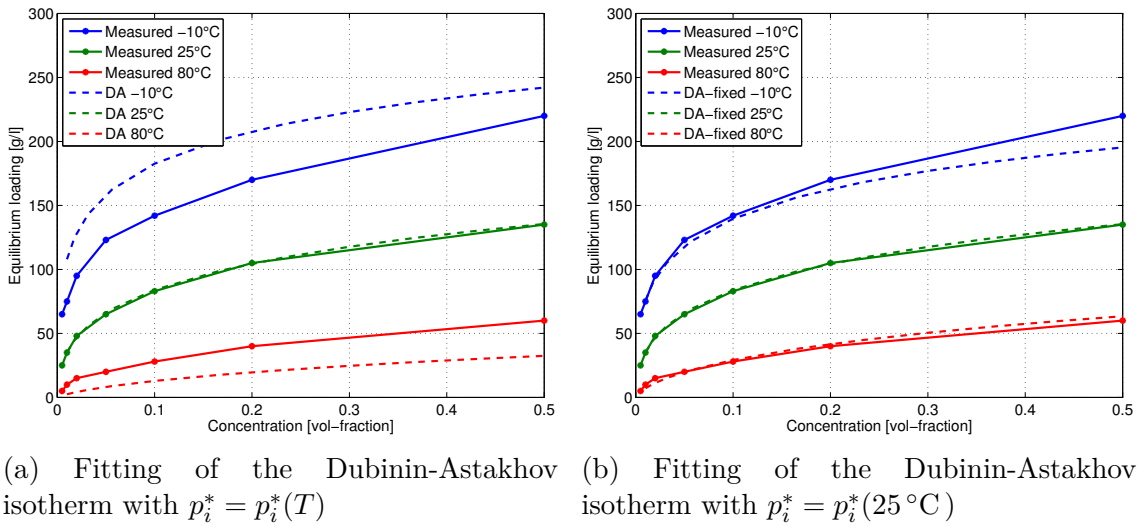 300
250
200
150
100
50
0
Equilibrium loading [g/l]
Measured −10°C
Measured 25°C
Measured 80°C
DA −10°C
DA 25°C
DA 80°C
0 0.1 0.2 0.3 0.4 0.5
Concentration [vol−fraction]
(a) Fitting of the Dubinin-Astakhov
isotherm with $p_i^* = p_i^*(T)$
300
250
200
150
100
50
0
Equilibrium loading [g/l]
Measured −10°C
Measured 25°C
Measured 80°C
DA−fixed −10°C
DA−fixed 25°C
DA−fixed 80°C
0 0.1 0.2 0.3 0.4 0.5
Concentration [vol−fraction]
(b) Fitting of the Dubinin-Astakhov
isotherm with $p_i^* = p_i^*(25\,°C)$